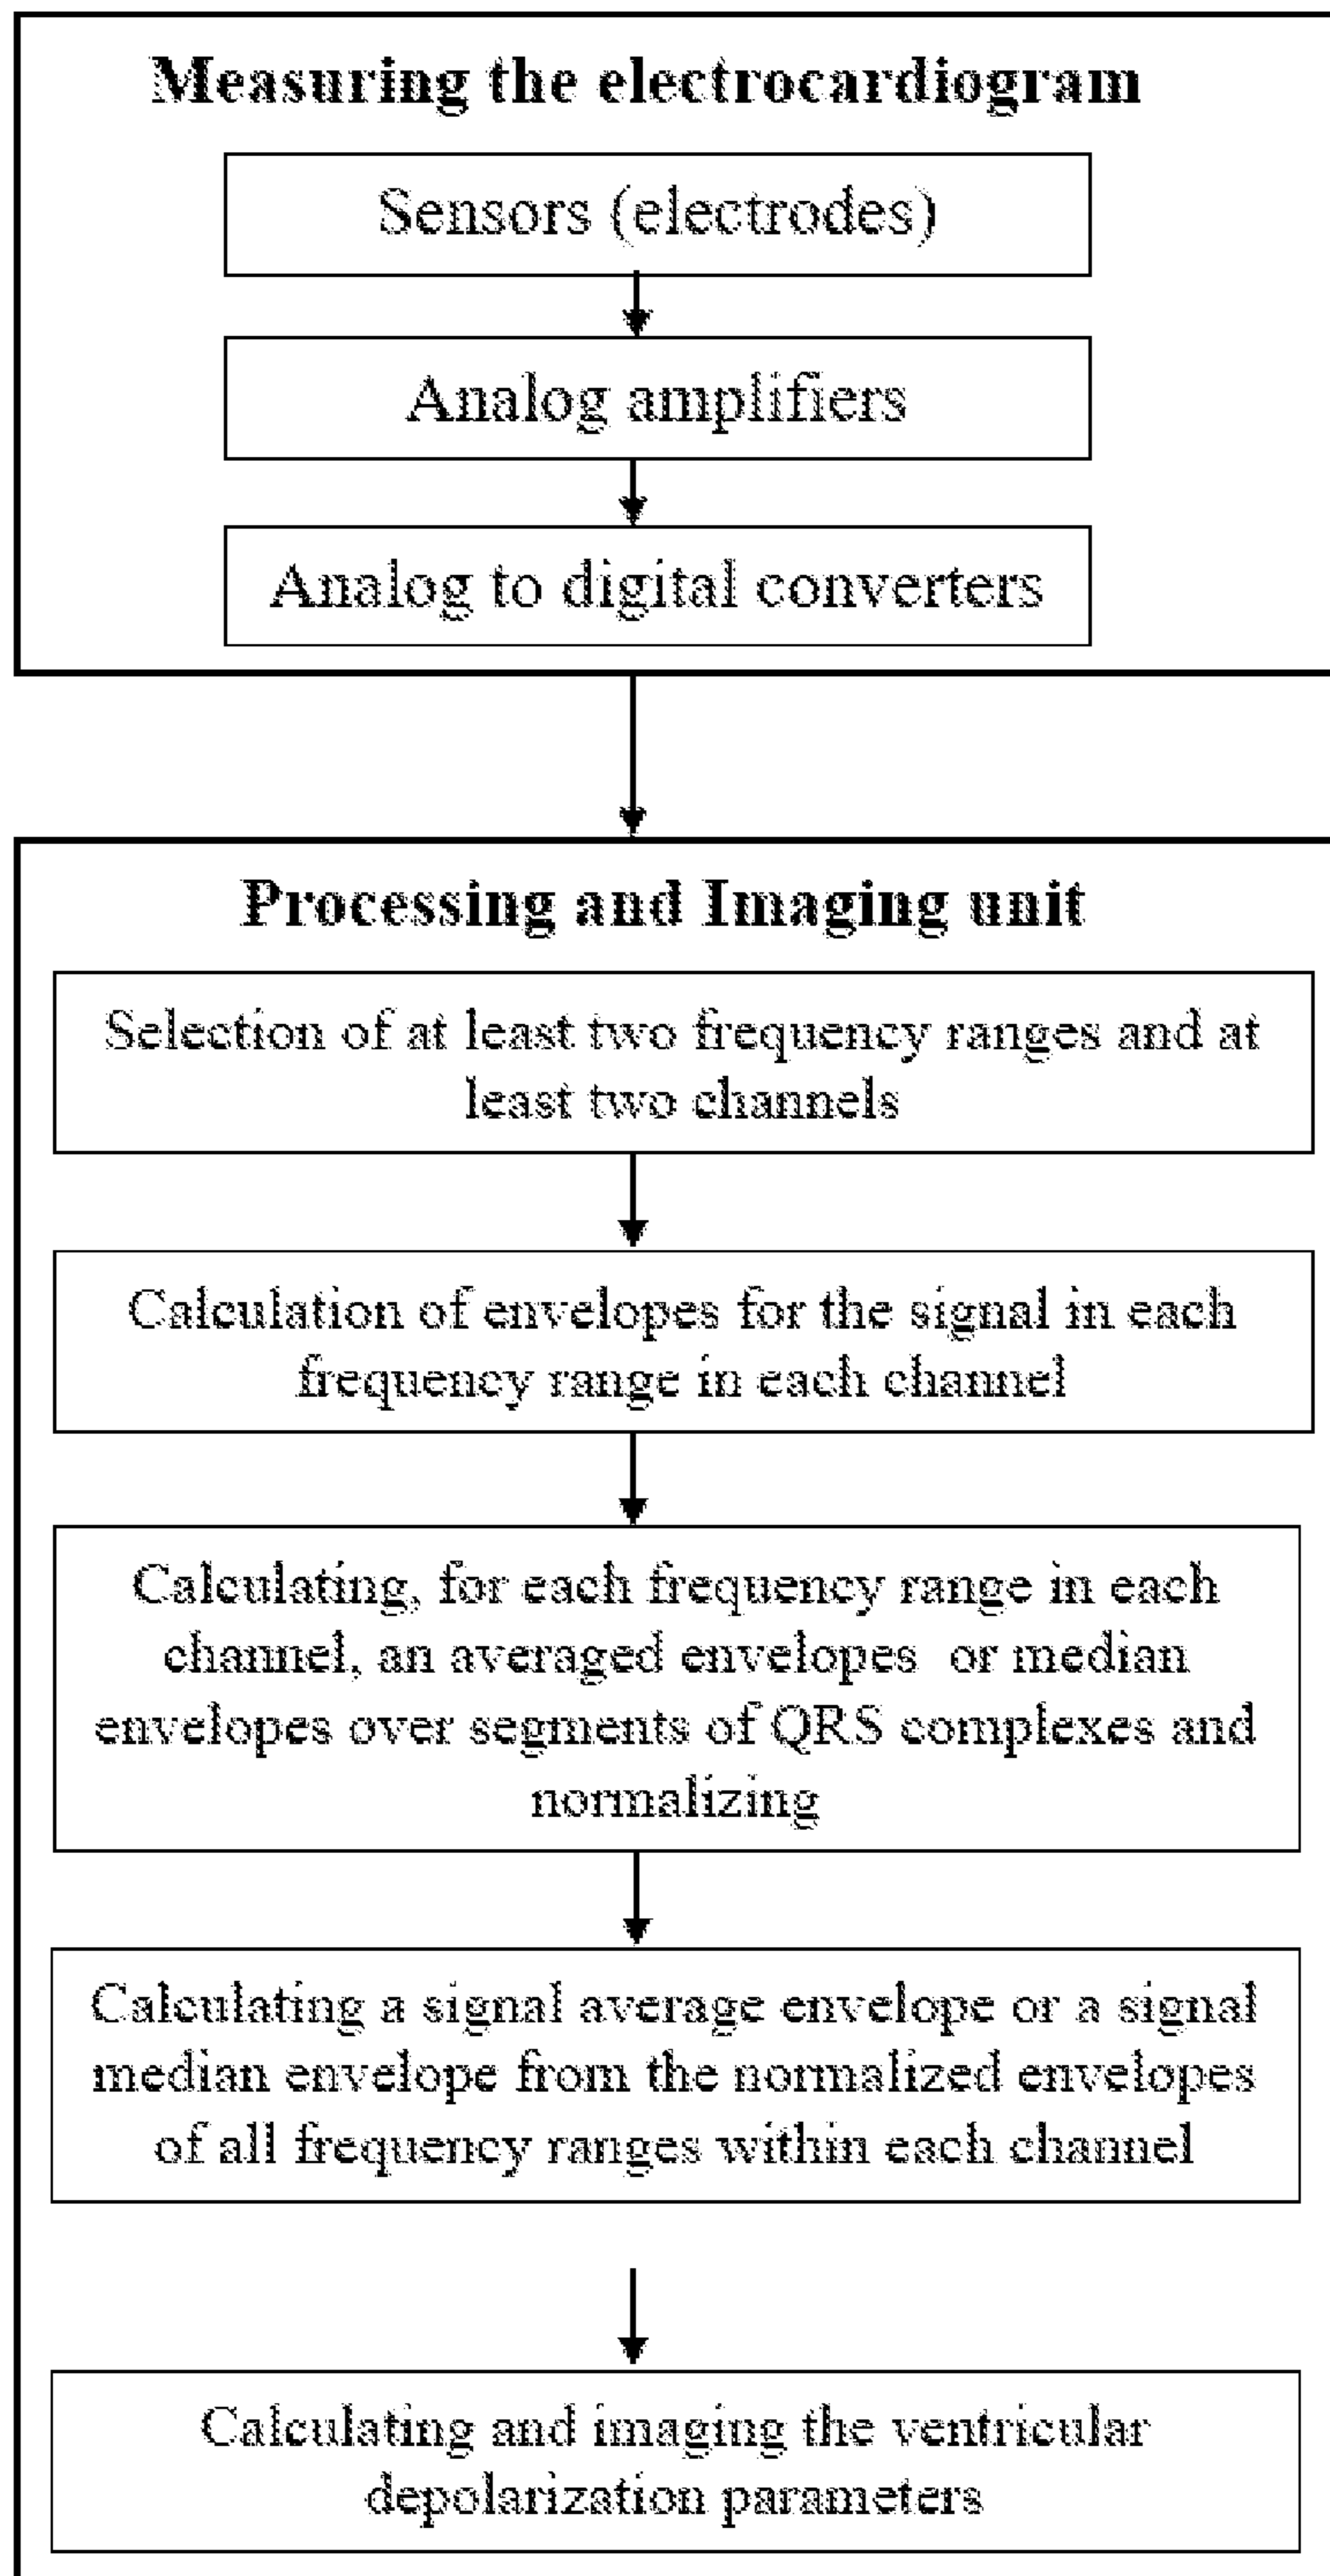 Measuring the electrocardiogram
Sensors (electrodes)
Analog amplifiers
Analog to digital converters
Processing and Imaging unit
Selection of at least two frequency ranges and at
least two channels
Calculation of envelopes for the signal in each
frequency range in each channel
Calculating, for each frequency range in each
channel, an averaged envelopes or median
envelopes over segments of QRS complexes and
normalizing
Calculating a signal average envelope or a signal
median envelope from the normalized envelopes
of all frequency ranges within each channel
Calculating and imaging the ventricular
depolarization parameters